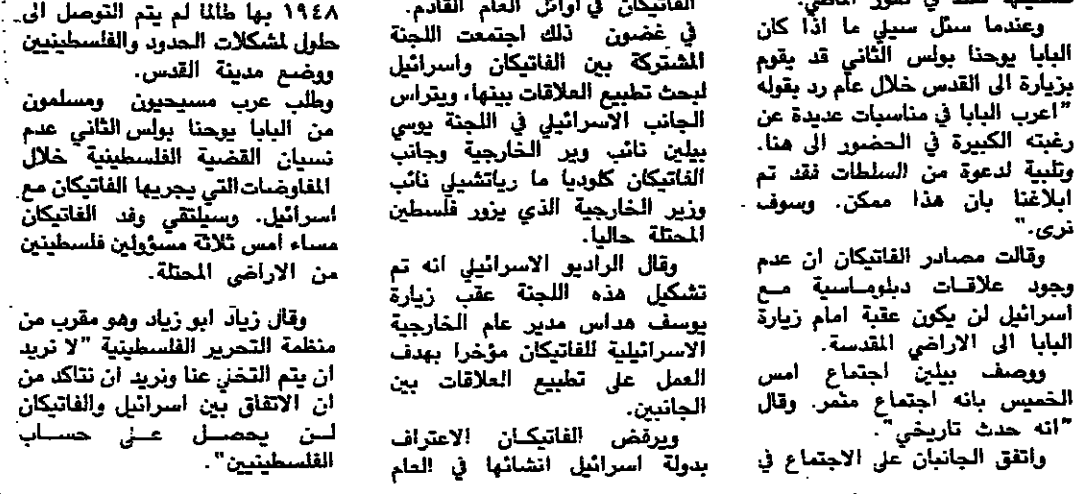 وعندما سئل سيلي ما اذا كان
البابا يوحنا بولس الثاني قد يقوم
بزيارة الى القدس خلال عام رد بقوله
"اعرب البابا في مناسبات عديدة عن
رغبته الكبيرة في الحضور الى هنا.
وتلبية لدعوة من السلطات فقد تم
ابلاغنا بان هذا ممكن. وسوف
نرى."
وقالت مصادر الفاتيكان ان عدم
وجود علاقات دبلوماسية مع
اسرائيل لن يكون عقبة امام زيارة
البابا الى الاراضي المقدسة.
ووصف بيلين اجتماع امس
الخميس بانه اجتماع مثمر. وقال
"انه حدث تاريخي".
واتفق الجانبان على الاجتماع في
الفاتيكان في اوائل العام القادم.
في غضون ذلك اجتمعت اللجنة
المشتركة بين الفاتيكان واسرائيل
لبحث تطبيع العلاقات بينها، ويتراس
الجانب الاسرائيلي في اللجنة يوسي
بيلين نائب وير الخارجية وجانب
الفاتيكان كلوديا ما رياتشيلي نائب
وزير الخارجية الذي يزور فلسطين
المحتلة حاليا.
وقال الراديو الاسرائيلي انه تم
تشكيل هذه اللجنة عقب زيارة
يوسف هداس مدير عام الخارجية
الاسرائيلية للفاتيكان مؤخرا بهدف
العمل على تطبيع العلاقات بين
الجانبين.
ويرفض الفاتيكان الاعتراف
بدولة اسرائيل انشائها في العام
١٩٤٨ بها طالما لم يتم التوصل الى
حلول لمشكلات الحدود والفلسطينيين
ووضع مدينة القدس.
وطلب عرب مسيحيون ومسلمون
من البابا يوحنا بولس الثاني عدم
نسيان القضية الفلسطينية خلال
المفاوضات التي يجريها الفاتيكان مع
اسرائيل. وسيلتقي وفد الفاتيكان
مساء امس ثلاثة مسؤولين فلسطينين
من الاراضي المحتلة.
وقال زياد ابو زياد وهو مقرب من
منظمة التحرير الفلسطينية "لا نريد
ان يتم التخلي عنا ونريد ان نتاكد من
ان الاتفاق بين اسرائيل والفاتيكان
لن يحصل على حساب
الفلسطينيين".